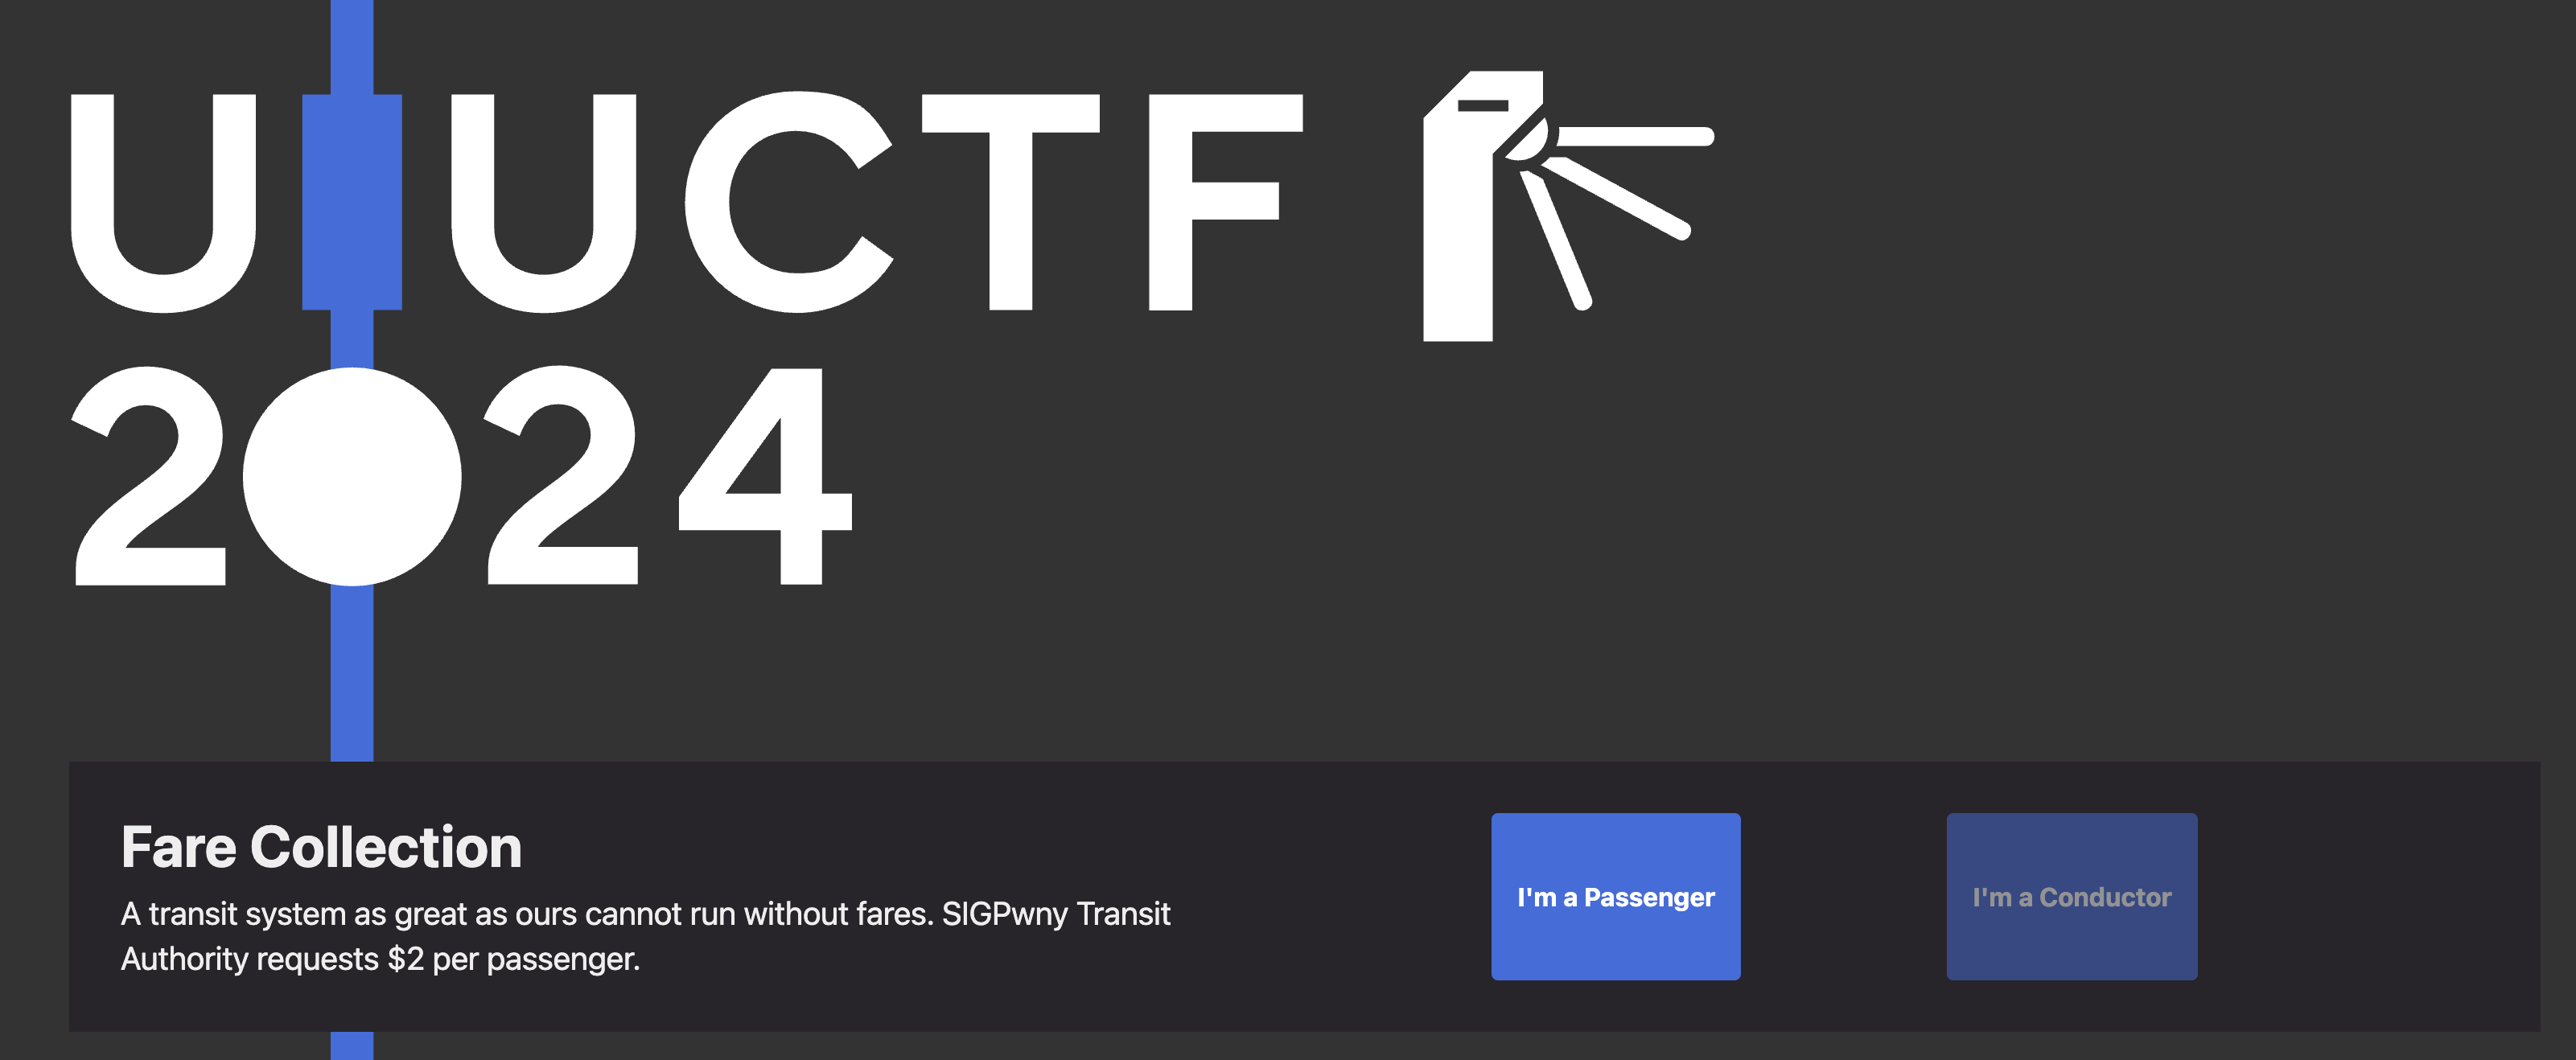 UIUCTF
2024
Fare Collection
A transit system as great as ours cannot run without fares. SIGPwny Transit
Authority requests $2 per passenger.
I'm a Passenger
I'm a Conductor